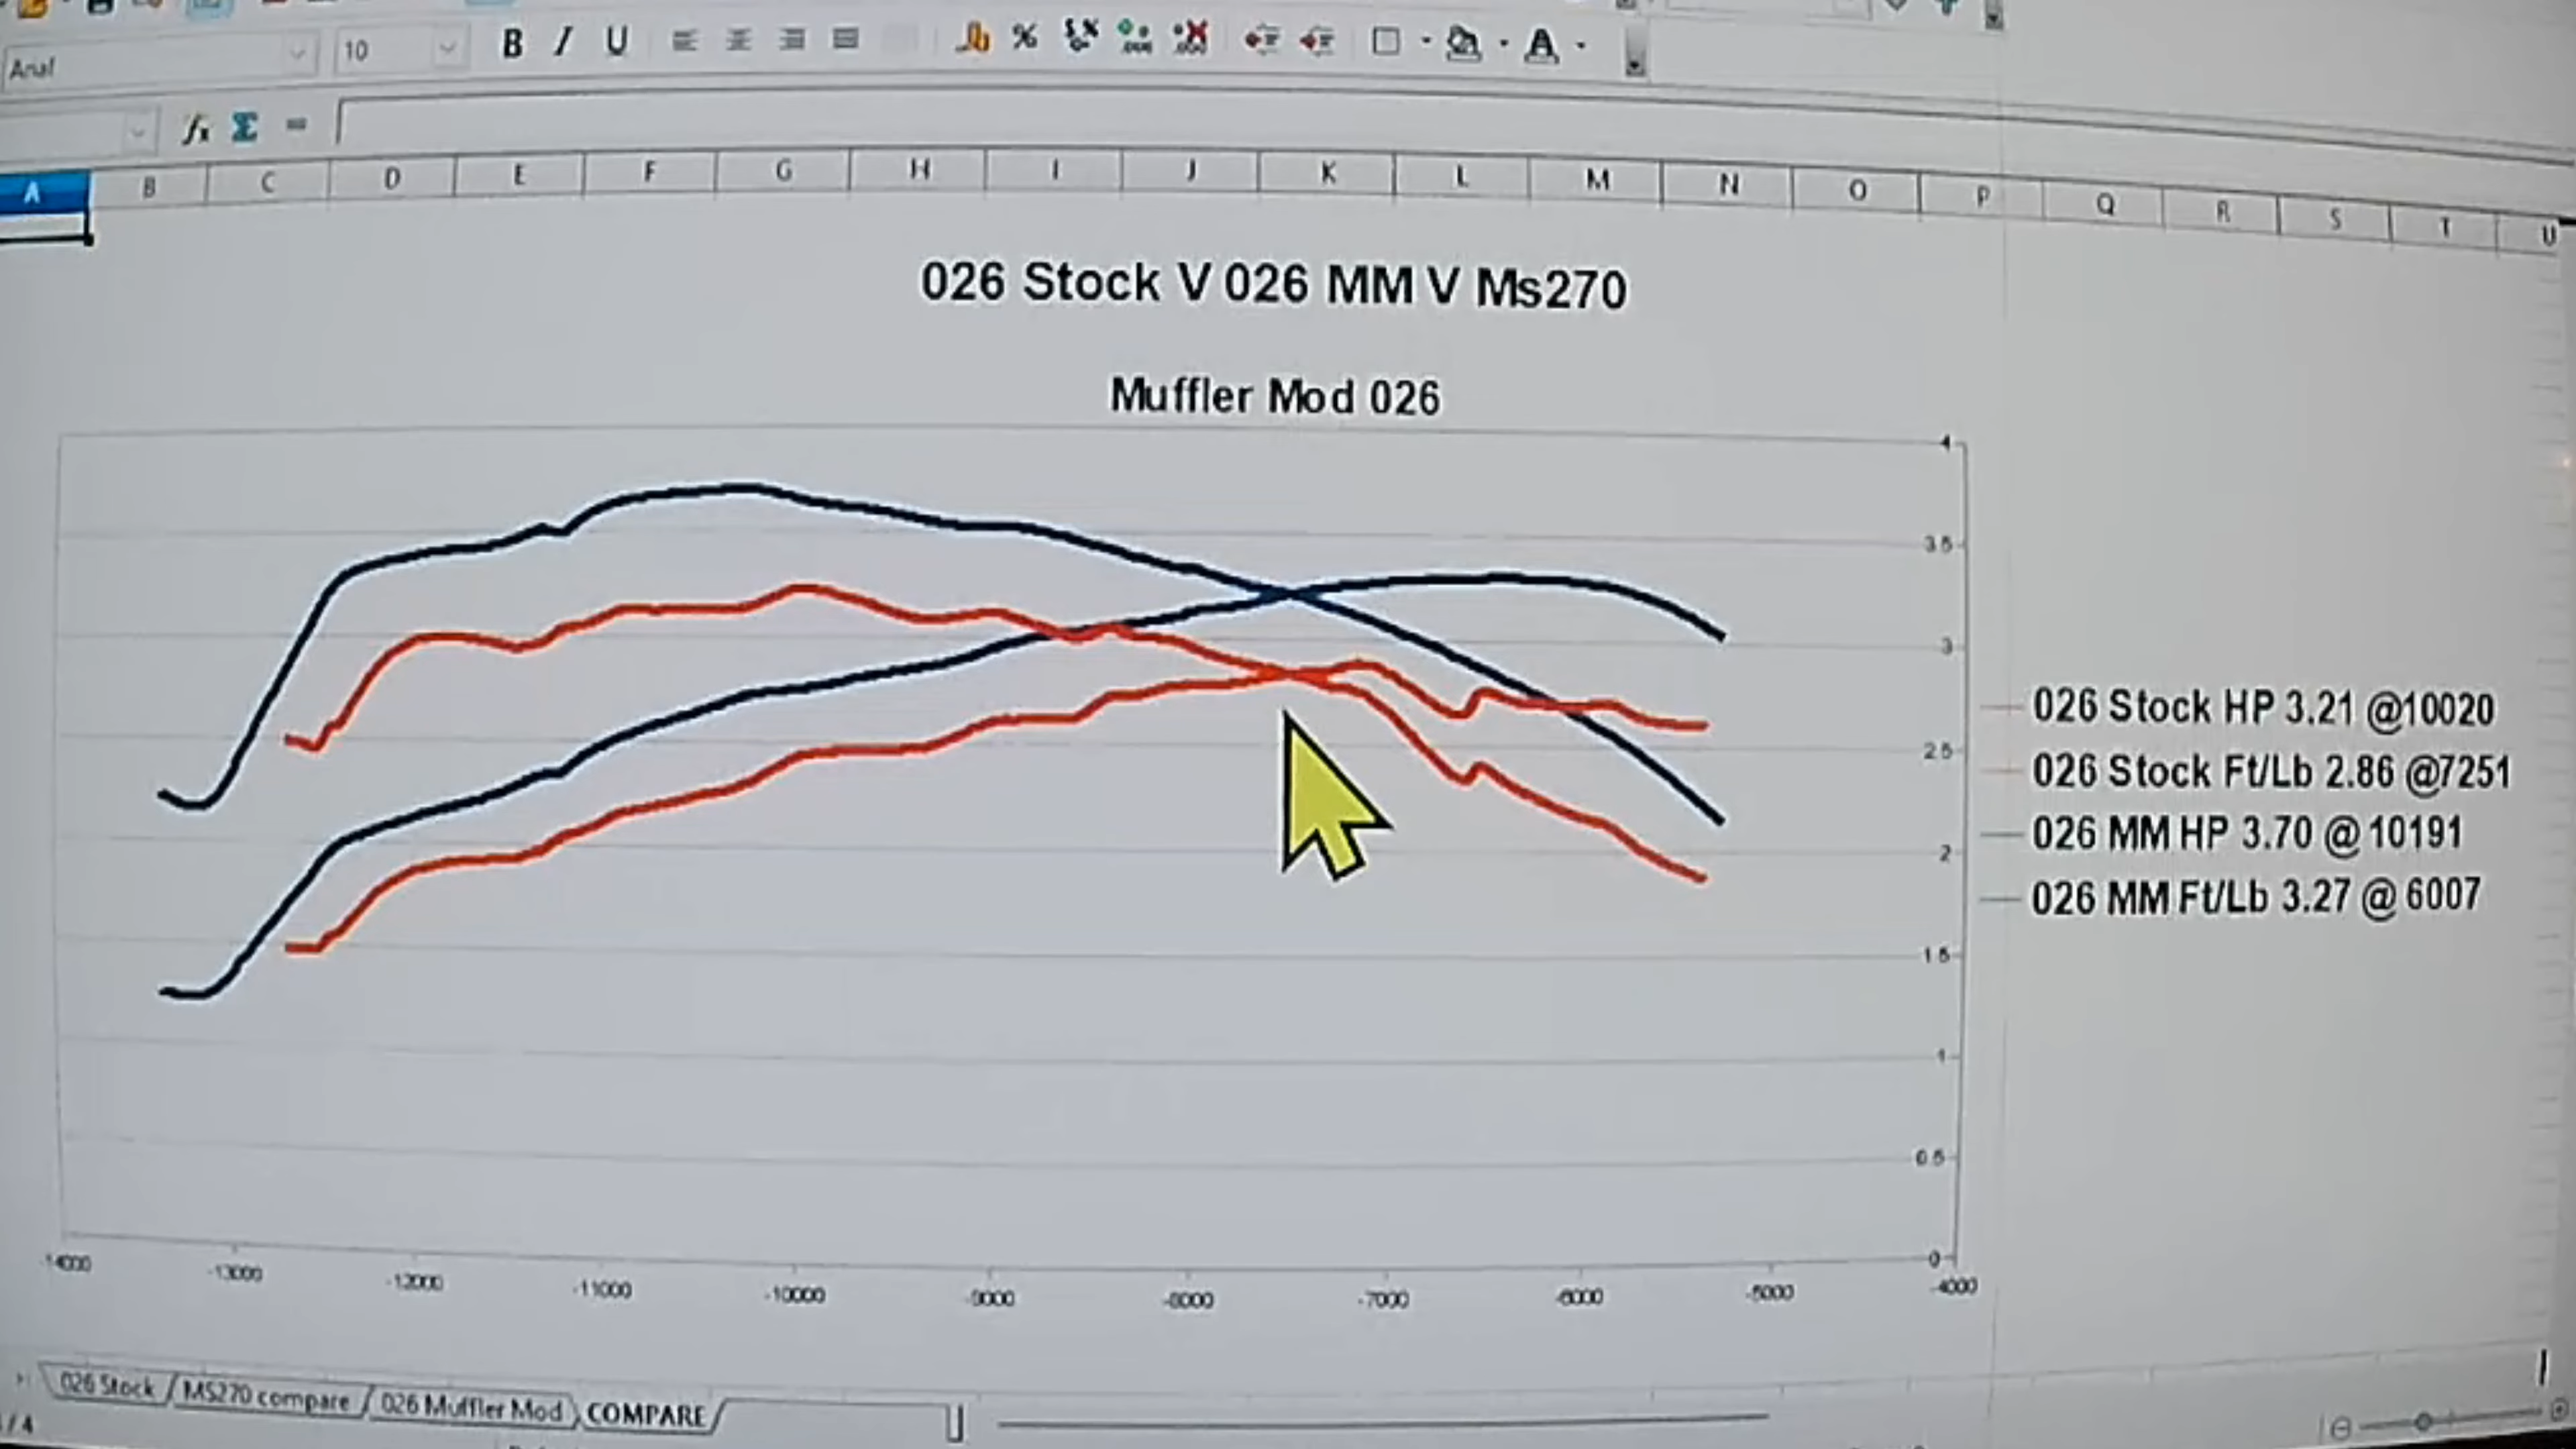 Arial 10 B I U %
fx Σ =
A B C D E F G H I J K L M N O P Q R S T U
026 Stock V 026 MM V Ms270
Muffler Mod 026
4
3.5
3
2.5
2
1.5
1
0.5
0
026 Stock HP 3.21 @10020
026 Stock Ft/Lb 2.86 @7251
026 MM HP 3.70 @ 10191
026 MM Ft/Lb 3.27 @ 6007
-14000 -13000 -12000 -11000 -10000 -9000 -8000 -7000 -6000 -5000 -4000
026 Stock MS270 compare 026 Muffler Mod COMPARE
/ 4